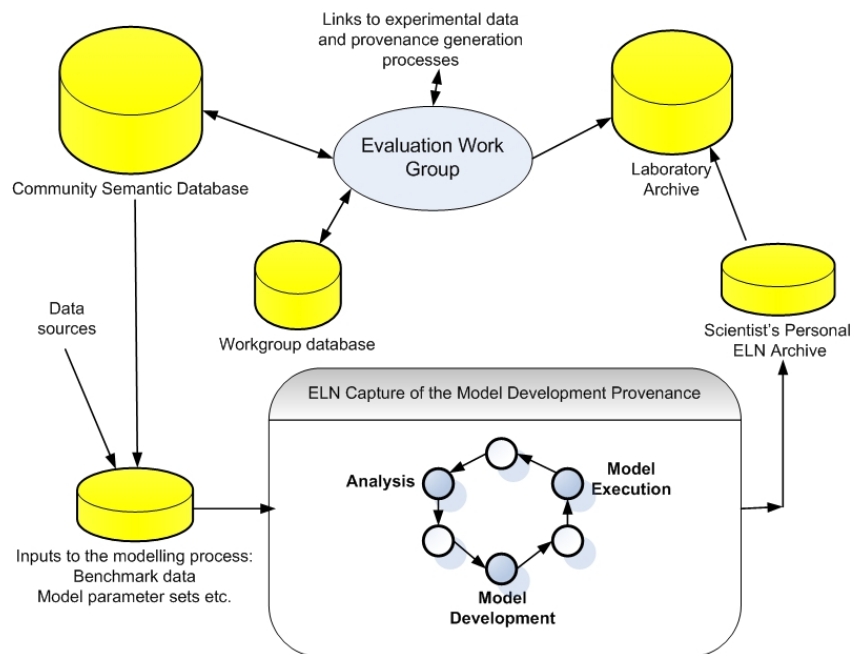 Links to experimental data
and provenance generation
processes
Evaluation Work
Group
Community Semantic Database
Laboratory
Archive
Workgroup database
Data
sources
Scientist's Personal
ELN Archive
ELN Capture of the Model Development Provenance
Analysis
Model
Execution
Model
Development
Inputs to the modelling process:
Benchmark data
Model parameter sets etc.